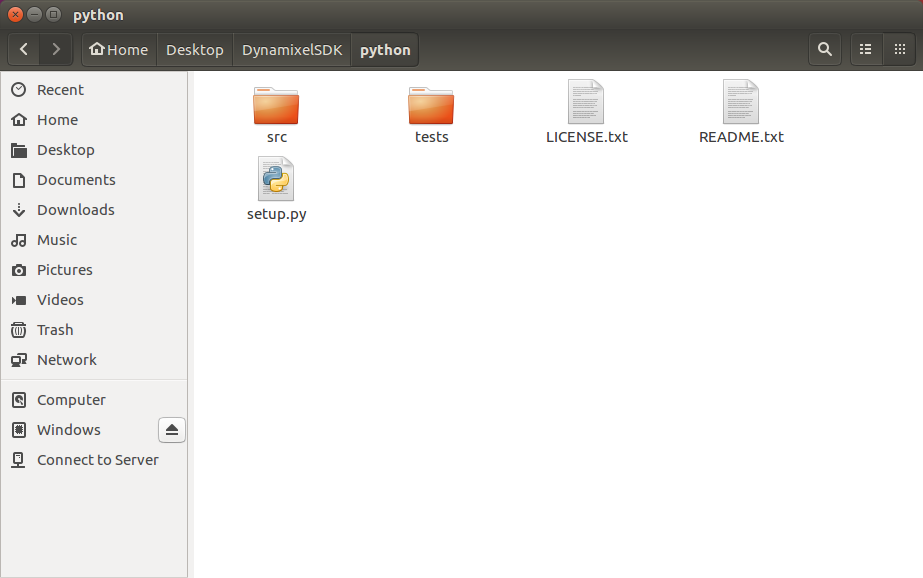 python
Home Desktop DynamixelSDK python
Recent
Home
Desktop
Documents
Downloads
Music
Pictures
Videos
Trash
Network
Computer
Windows
Connect to Server
src tests LICENSE.txt README.txt
setup.py